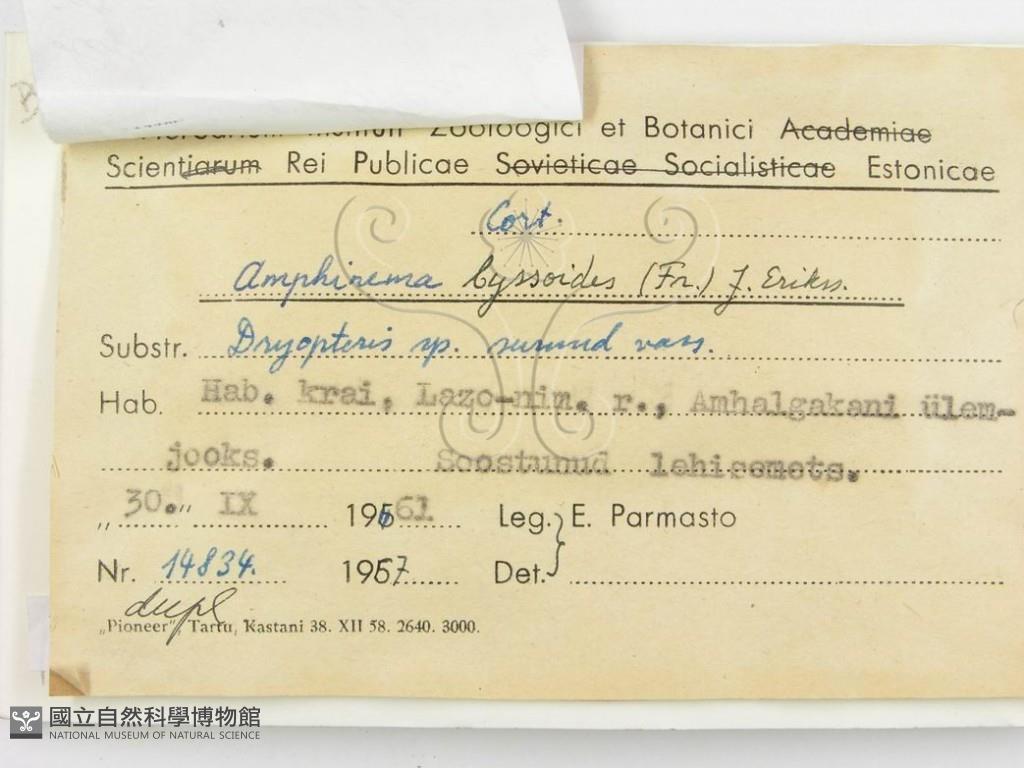 Instituti Zooloogici et Botanici Academiae
Scientiarum Rei Publicae Sovieticae Socialisticae Estonicae
Cort.
Amphinema byssoides (Fr.) J. Erikss.
Substr. Dryopteris sp. surnud vars.
Hab. Hab. krai, Lazo-nim. r., Amhalgakani ülem-
jooks. Soostunud lehisemets.
„30." IX 1961 Leg. E. Parmasto
Nr. 14834. 1967 Det.
dupl
„Pioneer", Tartu, Kastani 38. XII 58. 2640. 3000.
國立自然科學博物館
NATIONAL MUSEUM OF NATURAL SCIENCE